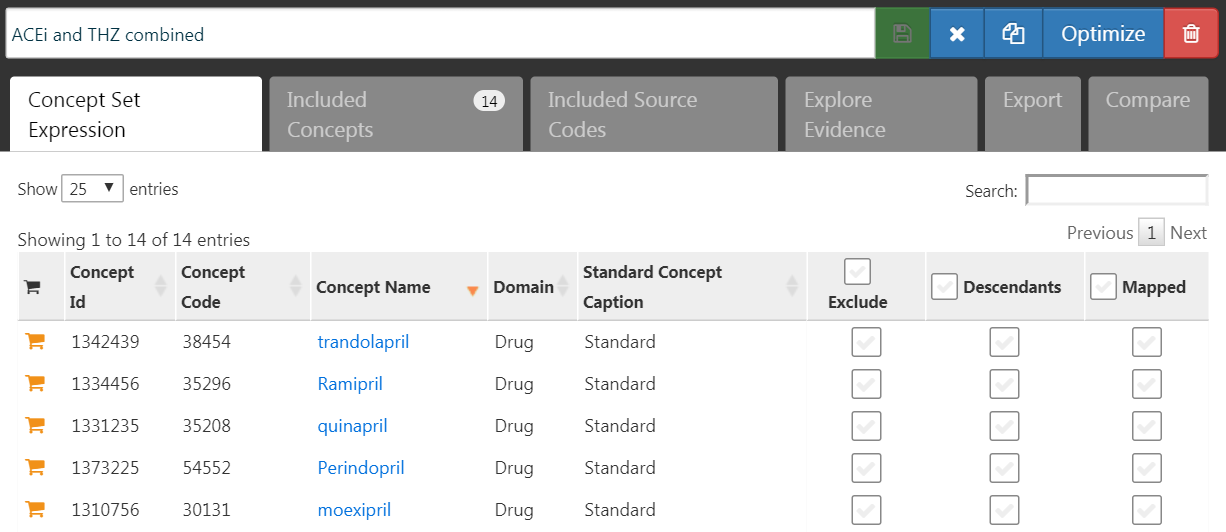 ACEi and THZ combined Optimize
Concept Set Expression Included Concepts 14 Included Source Codes Explore Evidence Export Compare
Show 25 entries
Search:
Showing 1 to 14 of 14 entries
Previous 1 Next
Concept Id Concept Code Concept Name Domain Standard Concept Caption Exclude Descendants Mapped
1342439 38454 trandolapril Drug Standard
1334456 35296 Ramipril Drug Standard
1331235 35208 quinapril Drug Standard
1373225 54552 Perindopril Drug Standard
1310756 30131 moexipril Drug Standard